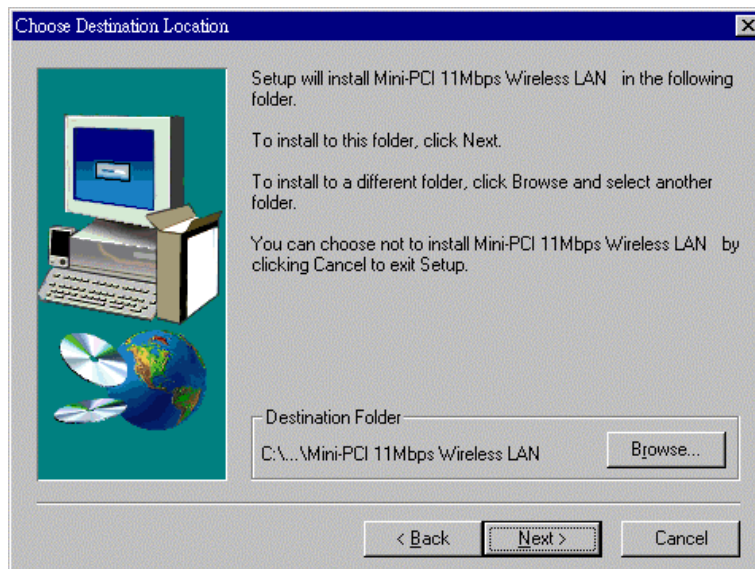 Choose Destination Location
Setup will install Mini-PCI 11Mbps Wireless LAN in the following
folder.
To install to this folder, click Next.
To install to a different folder, click Browse and select another
folder.
You can choose not to install Mini-PCI 11Mbps Wireless LAN by
clicking Cancel to exit Setup.
Destination Folder
C:\...\Mini-PCI 11Mbps Wireless LAN
Browse...
< Back
Next >
Cancel